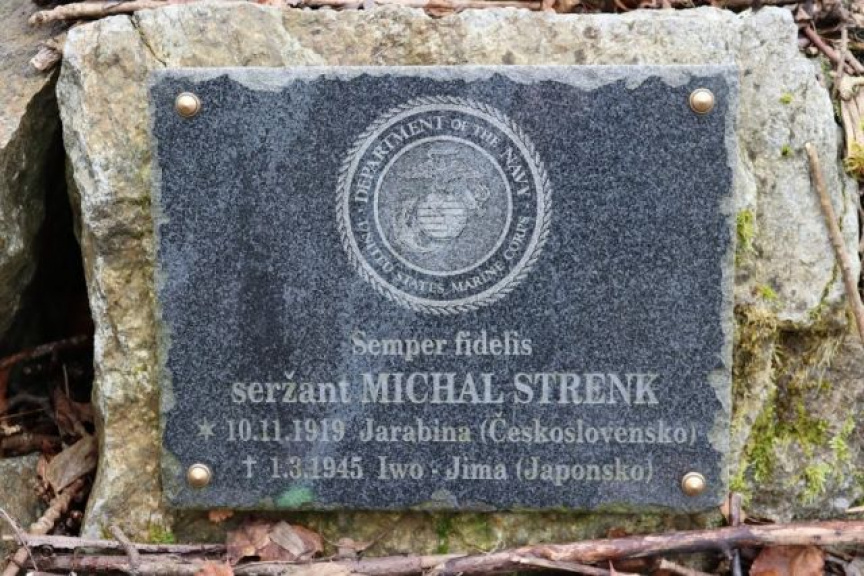 DEPARTMENT OF THE NAVY
UNITED STATES MARINE CORPS
Semper fidelis
seržant MICHAL STRENK
* 10.11.1919 Jarabina (Československo)
† 1.3.1945 Iwo - Jima (Japonsko)